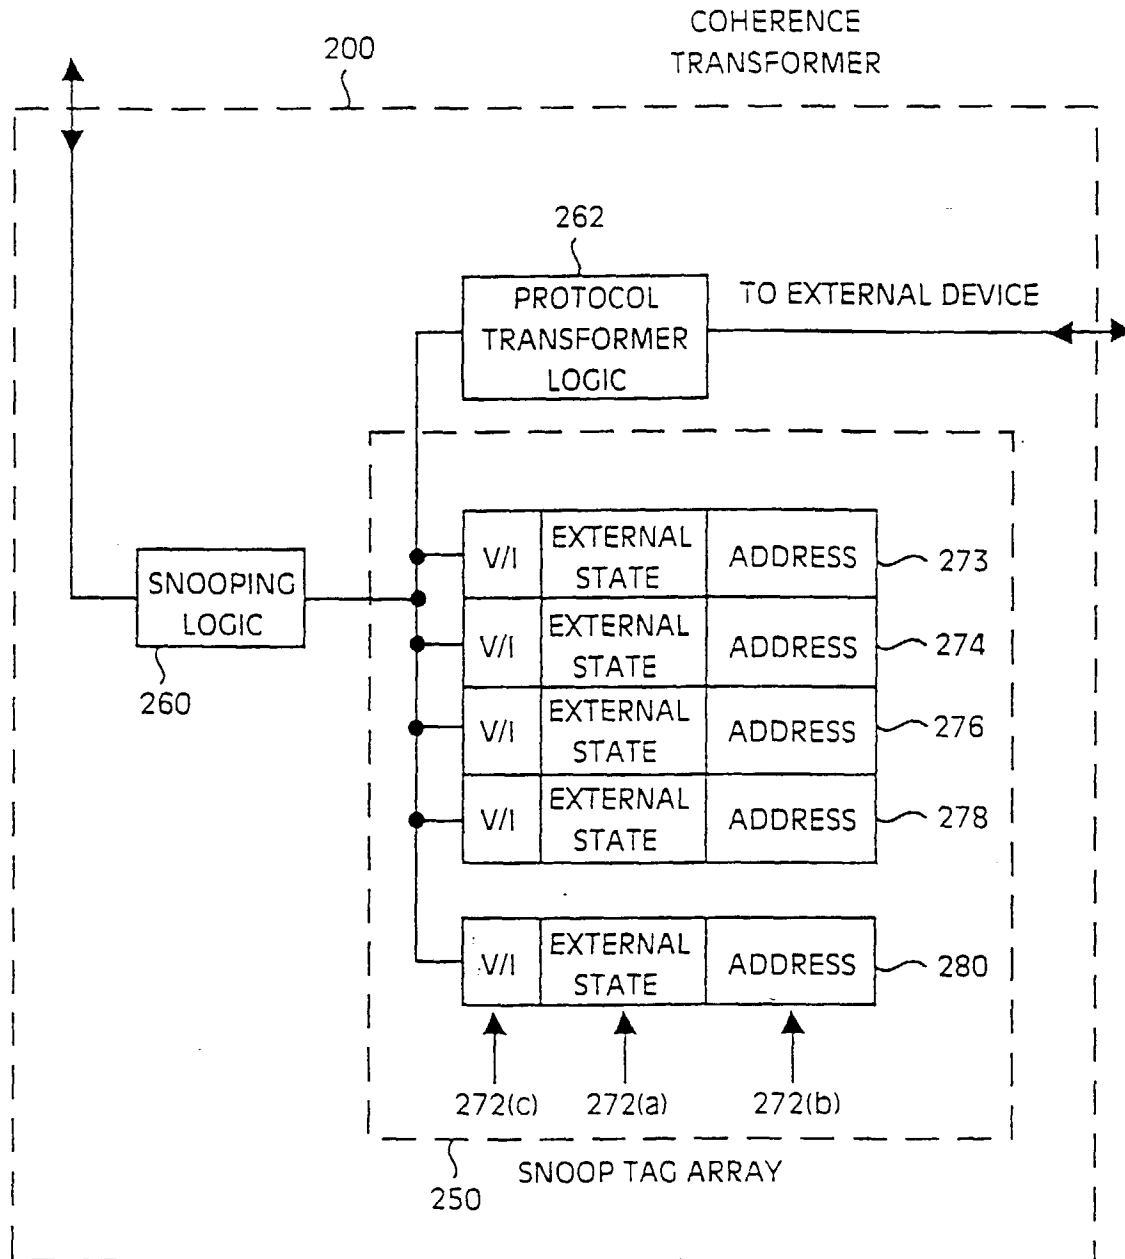 COHERENCE
TRANSFORMER
200
262
PROTOCOL
TRANSFORMER
LOGIC
TO EXTERNAL DEVICE
SNOOPING
LOGIC
260
V/I
EXTERNAL
STATE
ADDRESS
273
V/I
EXTERNAL
STATE
ADDRESS
274
V/I
EXTERNAL
STATE
ADDRESS
276
V/I
EXTERNAL
STATE
ADDRESS
278
V/I
EXTERNAL
STATE
ADDRESS
280
272(c)
272(a)
272(b)
250
SNOOP TAG ARRAY